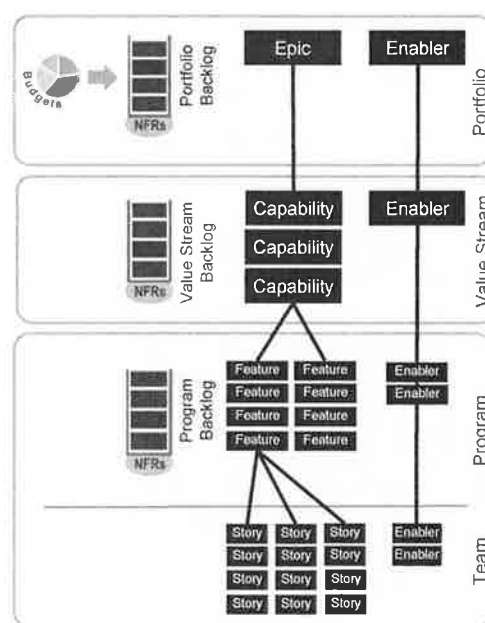 Budgets
NFRs
Portfolio
Backlog
Epic
Enabler
Portfolio
NFRs
Value Stream
Backlog
Capability
Capability
Capability
Enabler
Value Stream
NFRs
Program
Backlog
Feature Feature
Feature Feature
Feature Feature
Feature Feature
Enabler
Enabler
Program
Story Story Story
Story Story Story
Story Story Story
Story Story Story
Enabler
Enabler
Team